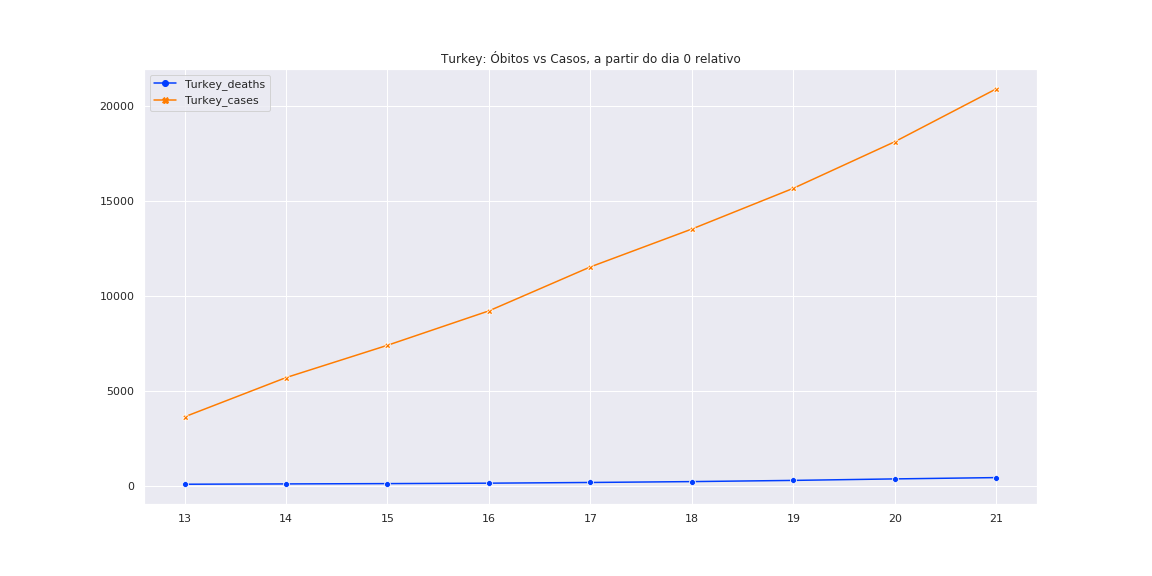 Turkey: Óbitos vs Casos, a partir do dia 0 relativo
Turkey_deaths
Turkey_cases
20000
15000
10000
5000
0
13 14 15 16 17 18 19 20 21